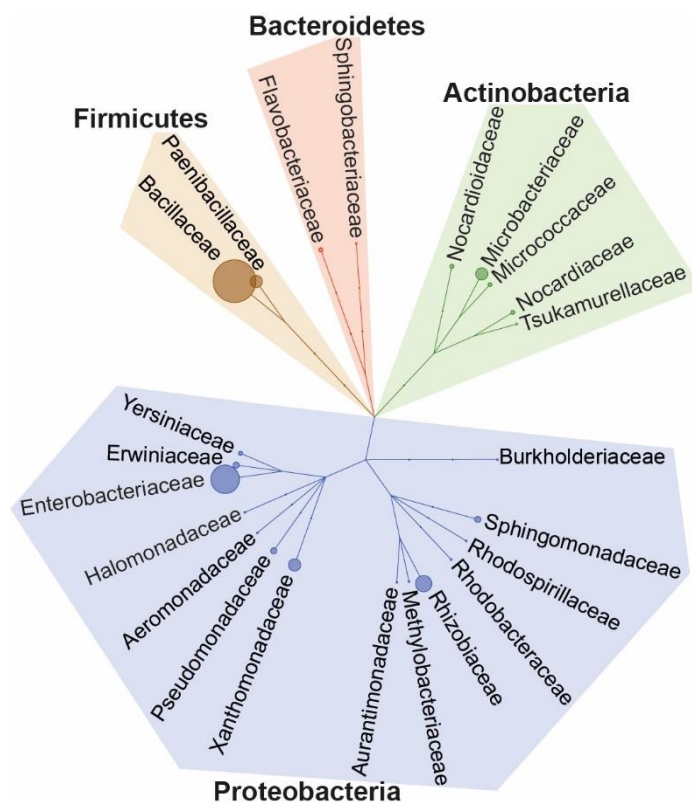 Bacteroidetes
Flavobacteriaceae
Sphingobacteriaceae
Firmicutes
Bacillaceae
Paenibacillaceae
Actinobacteria
Nocardioidaceae
Microbacteriaceae
Micrococcaceae
Nocardiaceae
Tsukamurellaceae
Yersiniaceae
Erwiniaceae
Enterobacteriaceae
Halomonadaceae
Aeromonadaceae
Pseudomonadaceae
Xanthomonadaceae
Aurantimonadaceae
Methylobacteriaceae
Rhizobiaceae
Rhodobacteraceae
Rhodospirillaceae
Sphingomonadaceae
Burkholderiaceae
Proteobacteria